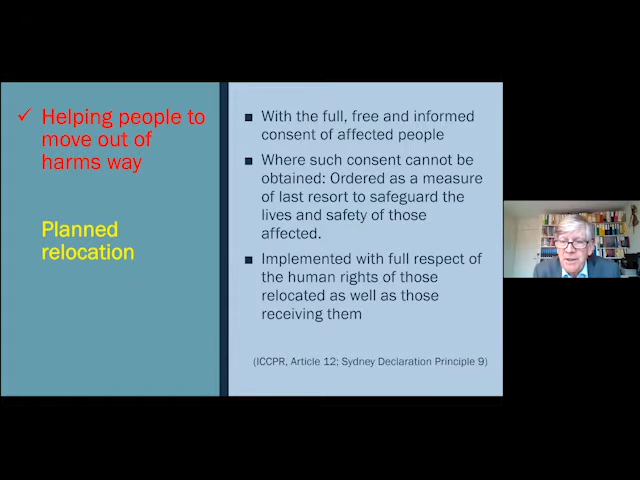 ✓ Helping people to
move out of
harms way
Planned
relocation
■ With the full, free and informed
consent of affected people
■ Where such consent cannot be
obtained: Ordered as a measure
of last resort to safeguard the
lives and safety of those
affected.
■ Implemented with full respect of
the human rights of those
relocated as well as those
receiving them
(ICCPR, Article 12; Sydney Declaration Principle 9)